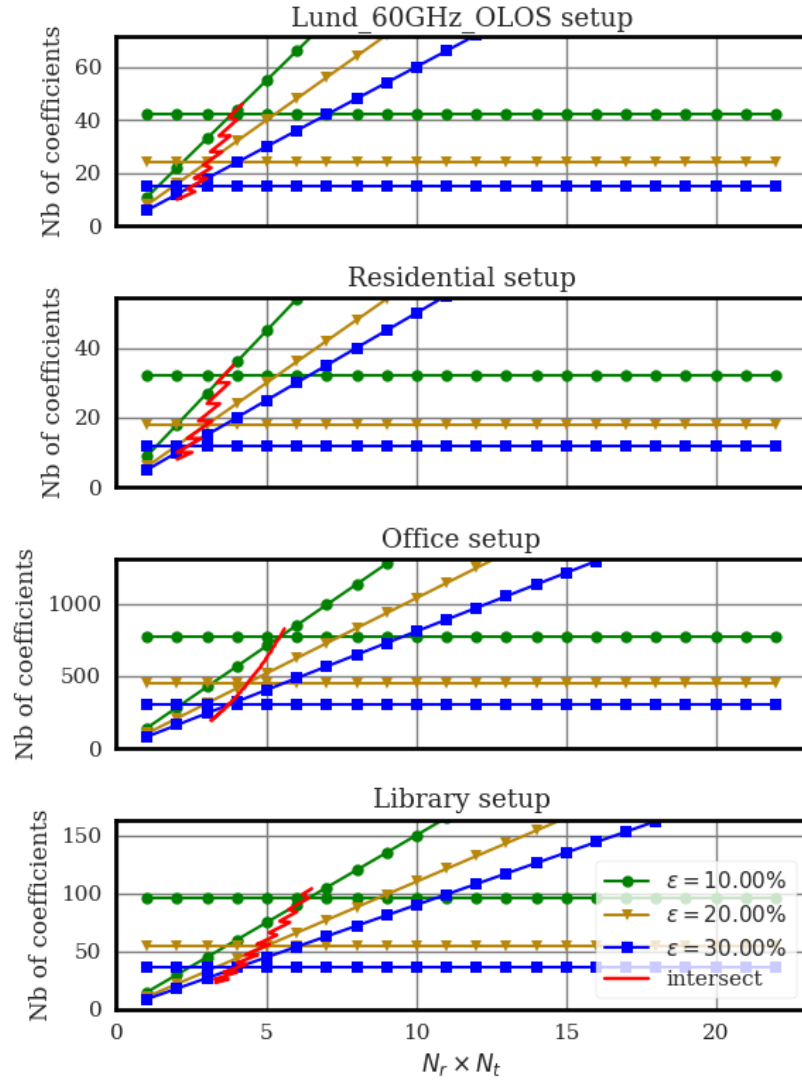 Lund_60GHz_OLOS setup
Nb of coefficients
60
40
20
0
Residential setup
Nb of coefficients
40
20
0
Office setup
Nb of coefficients
1000
500
0
Library setup
Nb of coefficients
150
100
50
0
ε = 10.00%
ε = 20.00%
ε = 30.00%
intersect
0 5 10 15 20
N_r × N_t